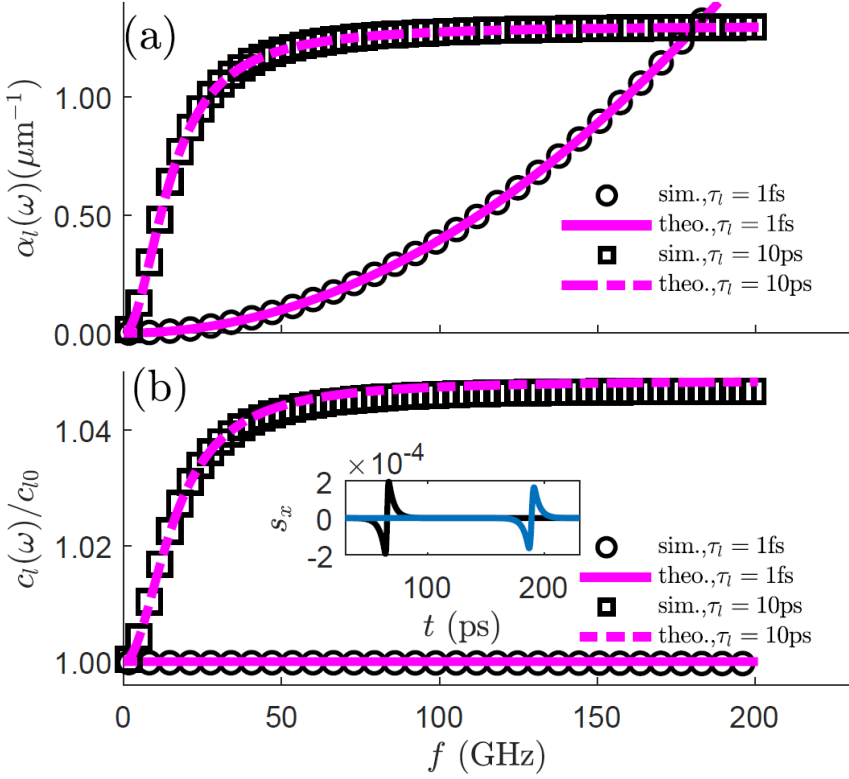 (a)
α_l(ω)(μm⁻¹)
1.00
0.50
0.00
sim.,τ_l = 1fs
theo.,τ_l = 1fs
sim.,τ_l = 10ps
theo.,τ_l = 10ps
(b)
c_l(ω)/c_{l0}
1.04
1.02
1.00
×10⁻⁴
s_x
2
0
-2
100 200
t (ps)
sim.,τ_l = 1fs
theo.,τ_l = 1fs
sim.,τ_l = 10ps
theo.,τ_l = 10ps
0 50 100 150 200
f (GHz)